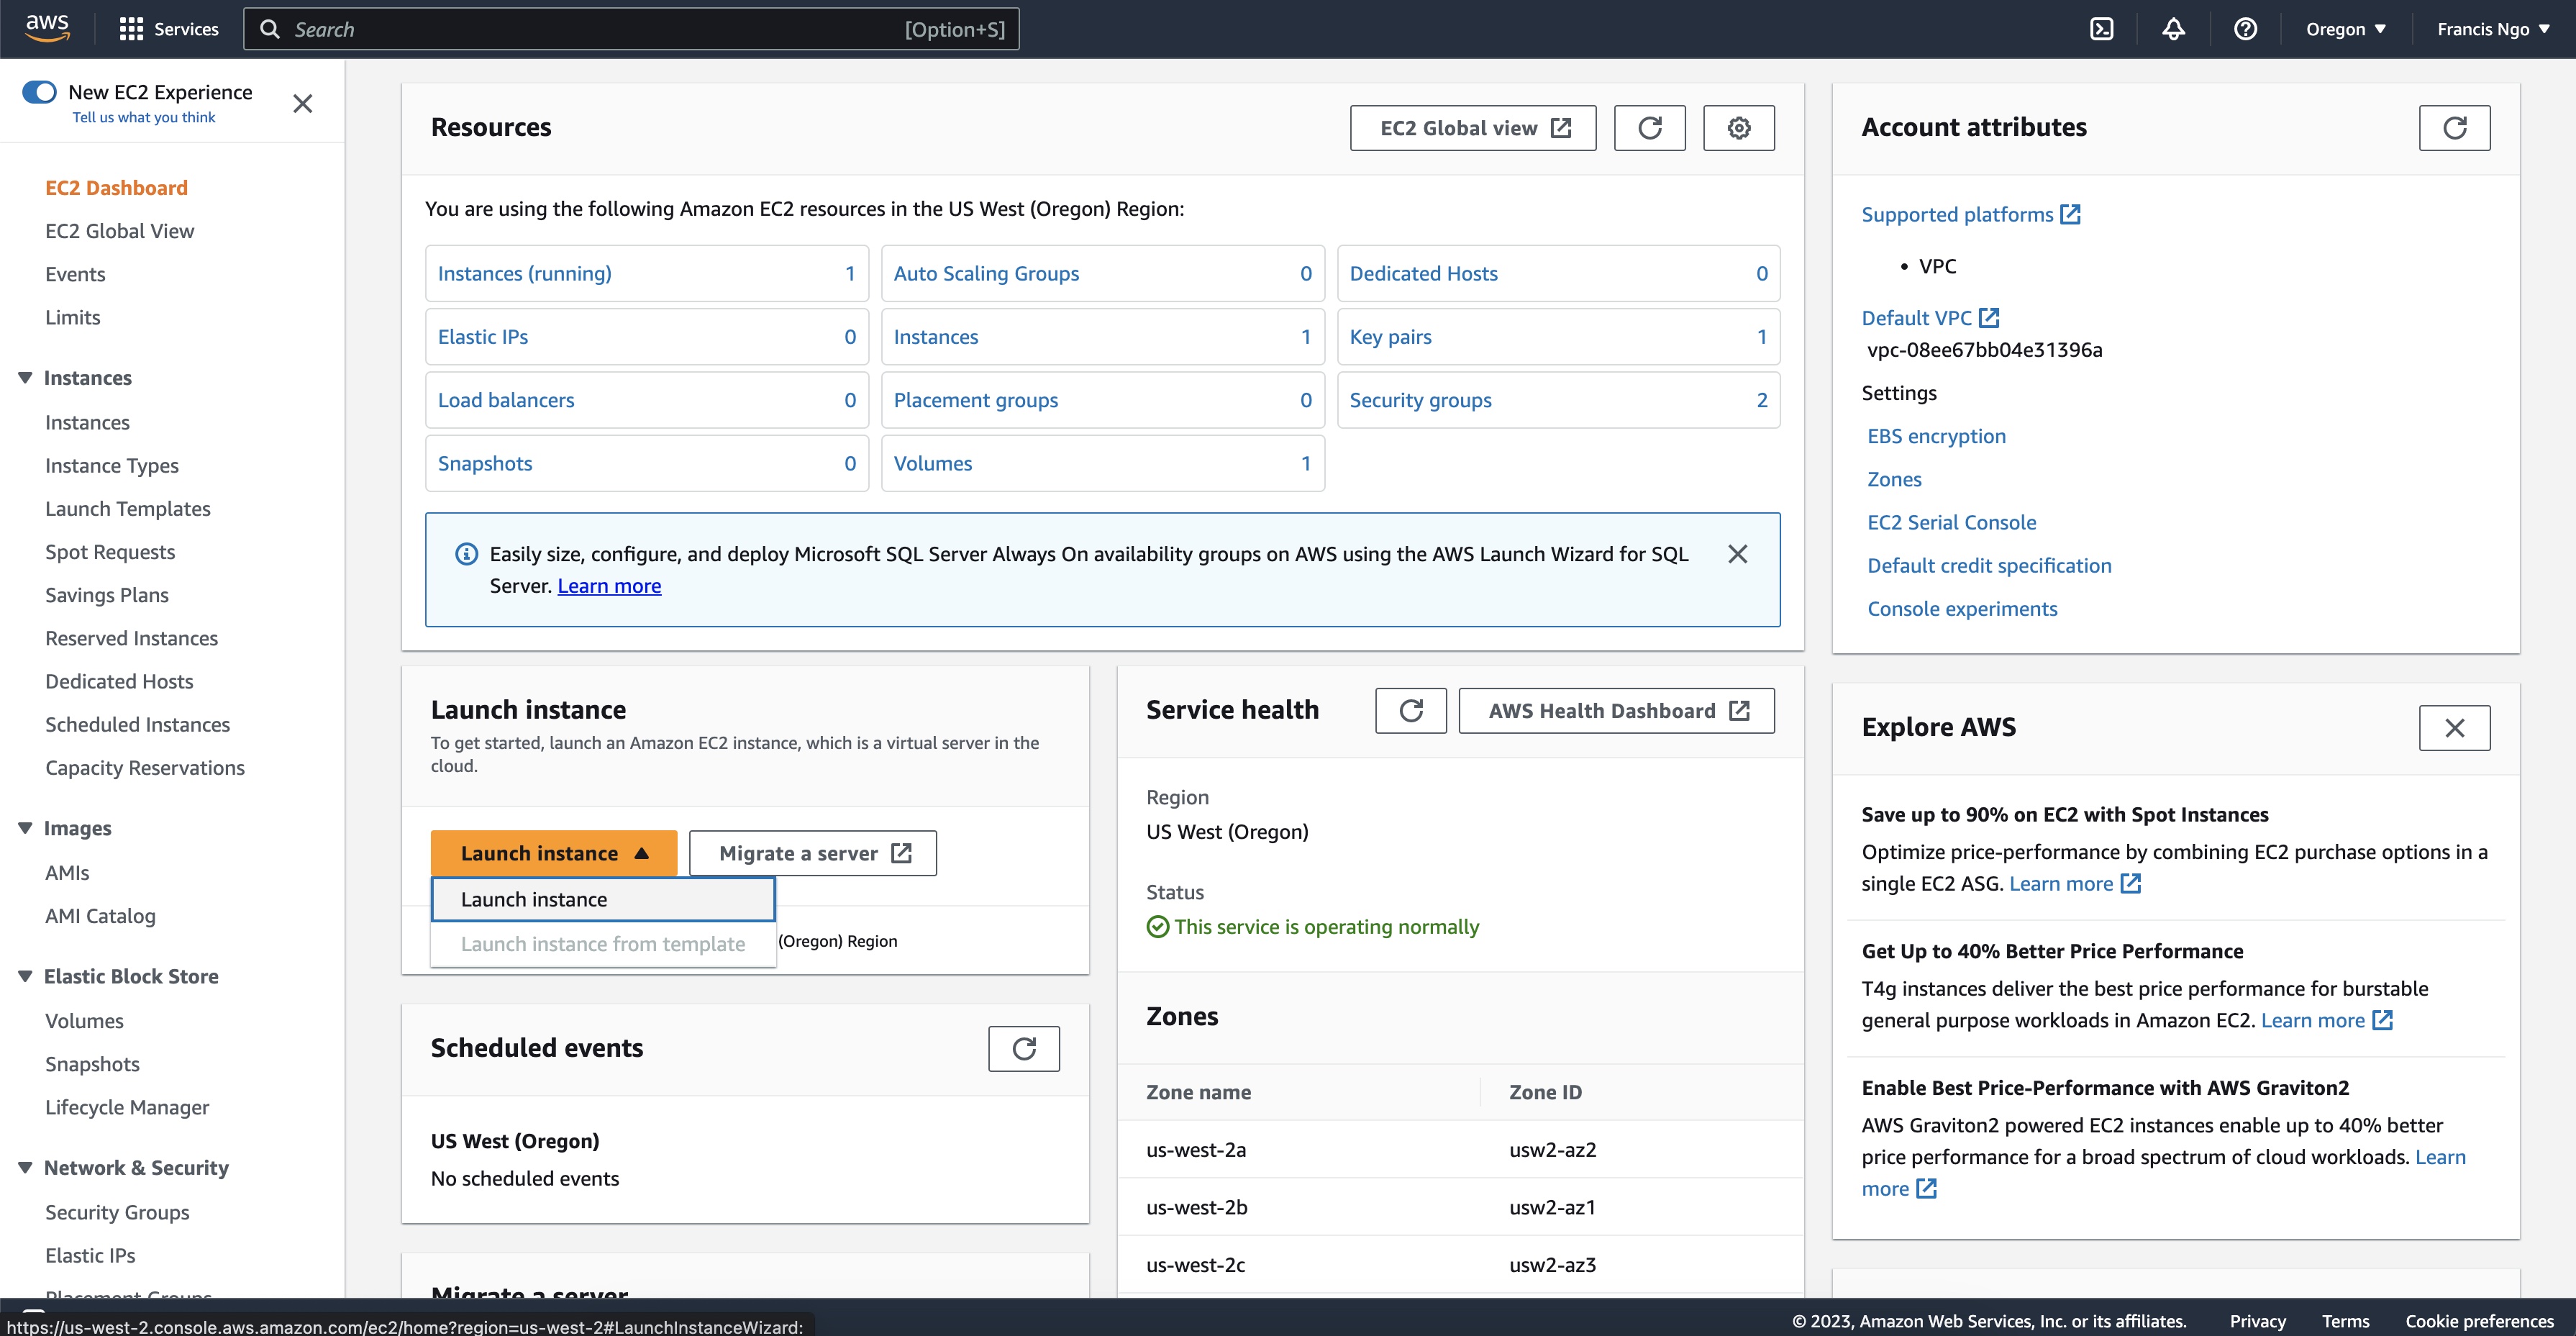 aws
Services
Search
[Option+S]
Oregon ▼
Francis Ngo ▼
New EC2 Experience
Tell us what you think
EC2 Dashboard
EC2 Global View
Events
Limits
Instances
Instances
Instance Types
Launch Templates
Spot Requests
Savings Plans
Reserved Instances
Dedicated Hosts
Scheduled Instances
Capacity Reservations
Images
AMIs
AMI Catalog
Elastic Block Store
Volumes
Snapshots
Lifecycle Manager
Network & Security
Security Groups
Elastic IPs
Placement Groups
Resources
EC2 Global view
You are using the following Amazon EC2 resources in the US West (Oregon) Region:
Instances (running) 1
Auto Scaling Groups 0
Dedicated Hosts 0
Elastic IPs 0
Instances 1
Key pairs 1
Load balancers 0
Placement groups 0
Security groups 2
Snapshots 0
Volumes 1
Easily size, configure, and deploy Microsoft SQL Server Always On availability groups on AWS using the AWS Launch Wizard for SQL
Server. Learn more
Launch instance
To get started, launch an Amazon EC2 instance, which is a virtual server in the
cloud.
Launch instance
Migrate a server
Launch instance
Launch instance from template
(Oregon) Region
Scheduled events
US West (Oregon)
No scheduled events
Migrate a server
Service health
AWS Health Dashboard
Region
US West (Oregon)
Status
This service is operating normally
Zones
Zone name
Zone ID
us-west-2a
usw2-az2
us-west-2b
usw2-az1
us-west-2c
usw2-az3
Account attributes
Supported platforms
• VPC
Default VPC
vpc-08ee67bb04e31396a
Settings
EBS encryption
Zones
EC2 Serial Console
Default credit specification
Console experiments
Explore AWS
Save up to 90% on EC2 with Spot Instances
Optimize price-performance by combining EC2 purchase options in a
single EC2 ASG. Learn more
Get Up to 40% Better Price Performance
T4g instances deliver the best price performance for burstable
general purpose workloads in Amazon EC2. Learn more
Enable Best Price-Performance with AWS Graviton2
AWS Graviton2 powered EC2 instances enable up to 40% better
price performance for a broad spectrum of cloud workloads. Learn
more
https://us-west-2.console.aws.amazon.com/ec2/home?region=us-west-2#LaunchInstanceWizard:
© 2023, Amazon Web Services, Inc. or its affiliates.
Privacy
Terms
Cookie preferences